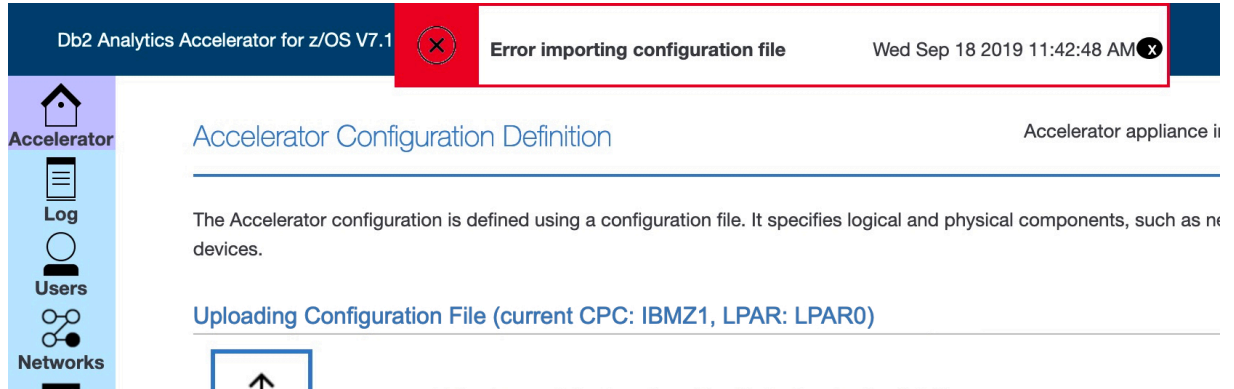 Db2 Analytics Accelerator for z/OS V7.1
Error importing configuration file
Wed Sep 18 2019 11:42:48 AM
x
Accelerator
Log
Users
Networks
Accelerator Configuration Definition
Accelerator appliance
The Accelerator configuration is defined using a configuration file. It specifies logical and physical components, such as
devices.
Uploading Configuration File (current CPC: IBMZ1, LPAR: LPAR0)